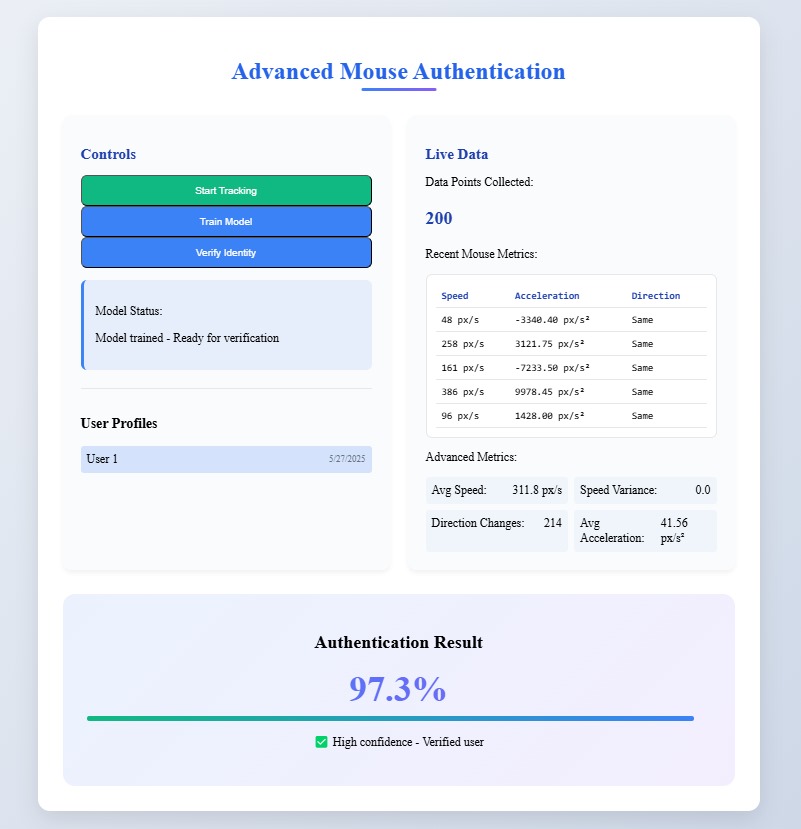 Advanced Mouse Authentication
Controls
Start Tracking
Train Model
Verify Identity
Model Status:
Model trained - Ready for verification
User Profiles
User 1 5/27/2025
Live Data
Data Points Collected:
200
Recent Mouse Metrics:
Speed Acceleration Direction
48 px/s -3340.40 px/s² Same
258 px/s 3121.75 px/s² Same
161 px/s -7233.50 px/s² Same
386 px/s 9978.45 px/s² Same
96 px/s 1428.00 px/s² Same
Advanced Metrics:
Avg Speed: 311.8 px/s
Speed Variance: 0.0
Direction Changes: 214
Avg 41.56
Acceleration: px/s²
Authentication Result
97.3%
✅ High confidence - Verified user